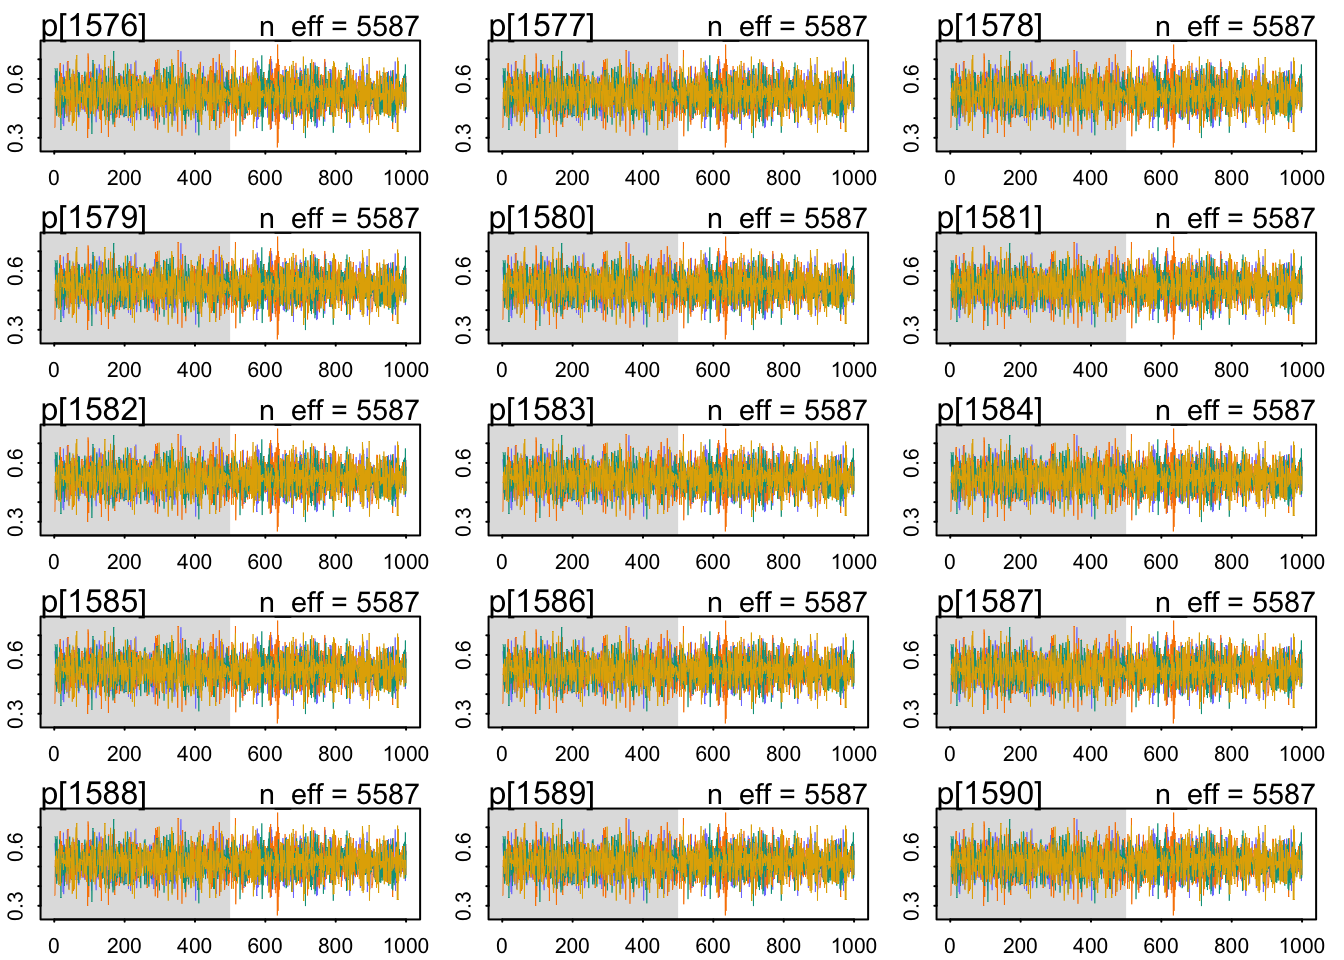 p[1576] n_eff = 5587 p[1577] n_eff = 5587 p[1578] n_eff = 5587
0.3 0.6 0.3 0.6 0.3 0.6
0 200 400 600 800 1000 0 200 400 600 800 1000 0 200 400 600 800 1000
p[1579] n_eff = 5587 p[1580] n_eff = 5587 p[1581] n_eff = 5587
0.3 0.6 0.3 0.6 0.3 0.6
0 200 400 600 800 1000 0 200 400 600 800 1000 0 200 400 600 800 1000
p[1582] n_eff = 5587 p[1583] n_eff = 5587 p[1584] n_eff = 5587
0.3 0.6 0.3 0.6 0.3 0.6
0 200 400 600 800 1000 0 200 400 600 800 1000 0 200 400 600 800 1000
p[1585] n_eff = 5587 p[1586] n_eff = 5587 p[1587] n_eff = 5587
0.3 0.6 0.3 0.6 0.3 0.6
0 200 400 600 800 1000 0 200 400 600 800 1000 0 200 400 600 800 1000
p[1588] n_eff = 5587 p[1589] n_eff = 5587 p[1590] n_eff = 5587
0.3 0.6 0.3 0.6 0.3 0.6
0 200 400 600 800 1000 0 200 400 600 800 1000 0 200 400 600 800 1000